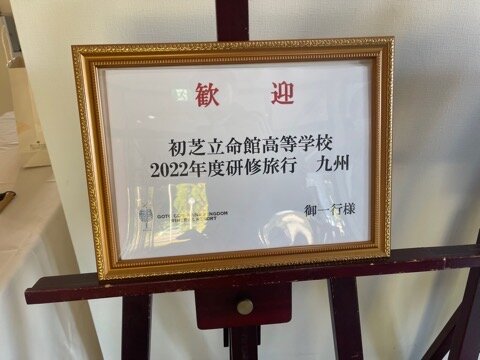 歓 迎
初芝立命館高等学校
2022年度研修旅行 九州
御一行様